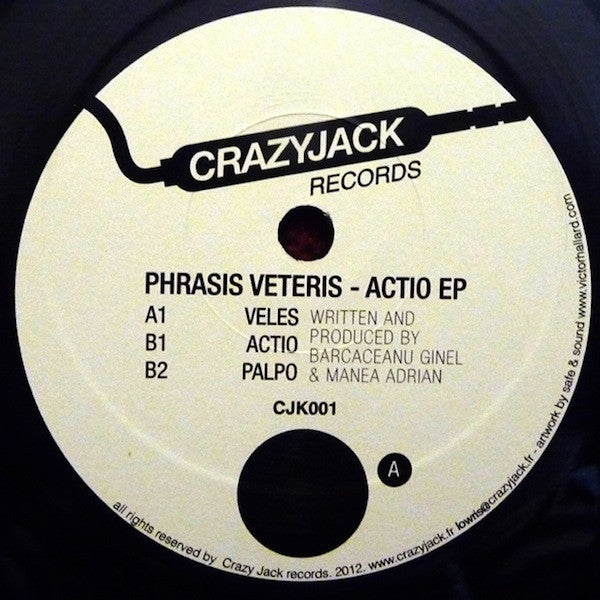 CRAZYJACK
RECORDS
PHRASIS VETERIS - ACTIO EP
A1 VELES WRITTEN AND
B1 ACTIO PRODUCED BY
BARCACEANU GINEL
B2 PALPO & MANEA ADRIAN
CJK001
A
all rights reserved by Crazy Jack records. 2012. www.crazyjack.fr lowris@crazyjack.fr - artwork by safe & sound www.victorhallard.com